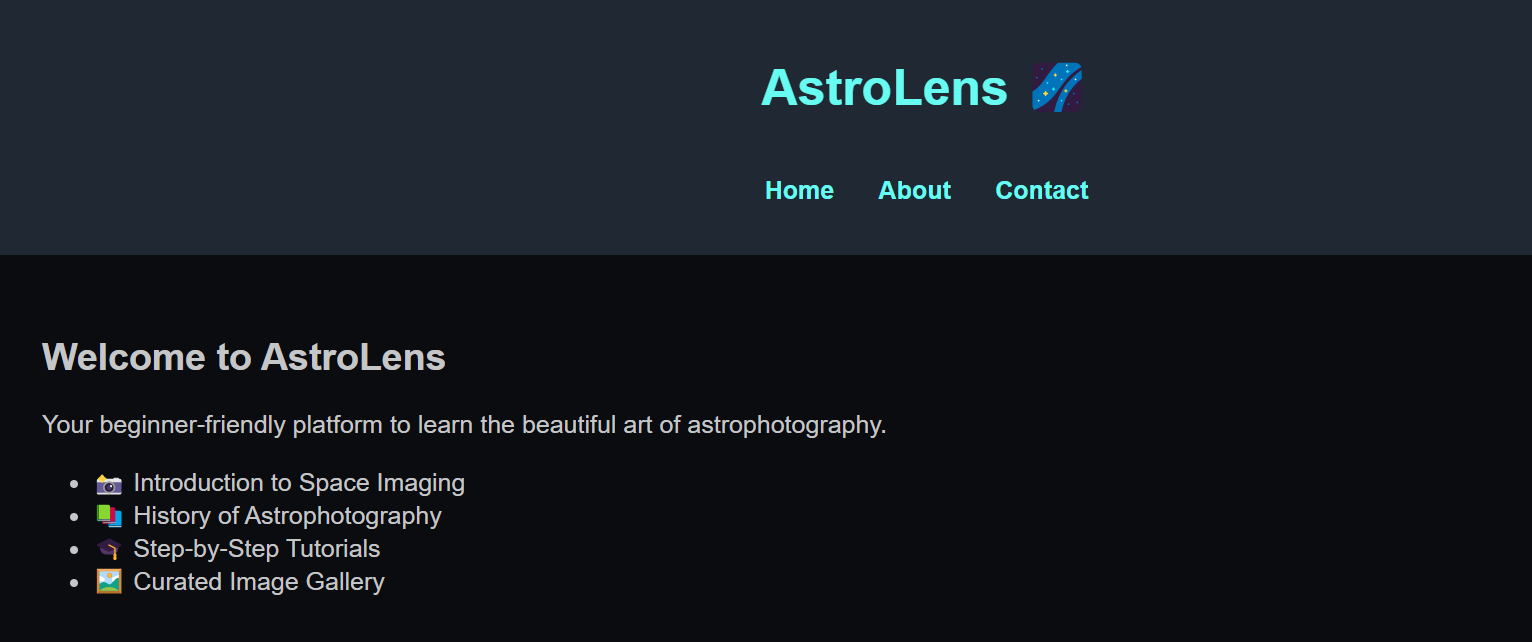 AstroLens 🌌
Home About Contact
Welcome to AstroLens
Your beginner-friendly platform to learn the beautiful art of astrophotography.
• 📸 Introduction to Space Imaging
• 📚 History of Astrophotography
• 🎓 Step-by-Step Tutorials
• 🖼️ Curated Image Gallery